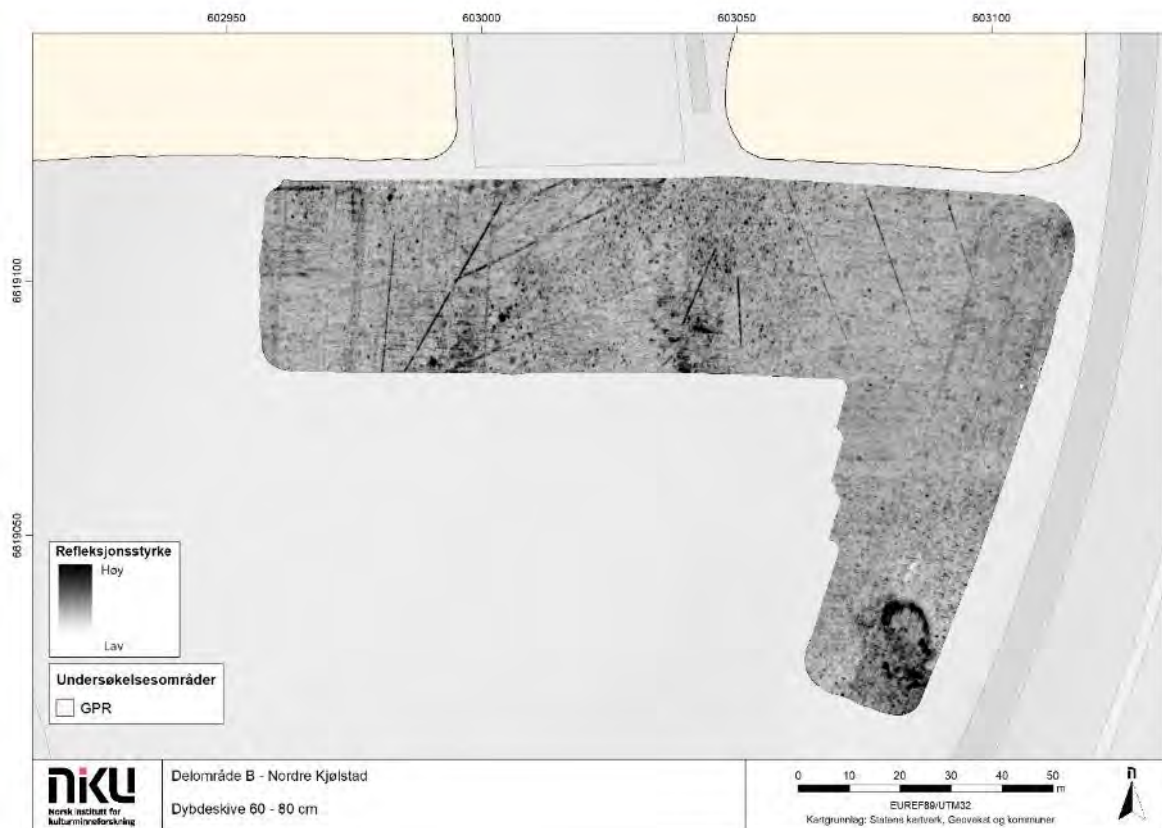 602950 603000 603050 603100
6619100
6619050
Refleksjonsstyrke
Høy
Lav
Undersøkelsesområder
GPR
NIKU
Norsk institutt for
kulturminneforskning
Delområde B - Nordre Kjølstad
Dybdeskive 60 - 80 cm
0 10 20 30 40 50
m
EUREF89/UTM32
Kartgrunnlag: Statens kartverk, Geovekst og kommuner
n